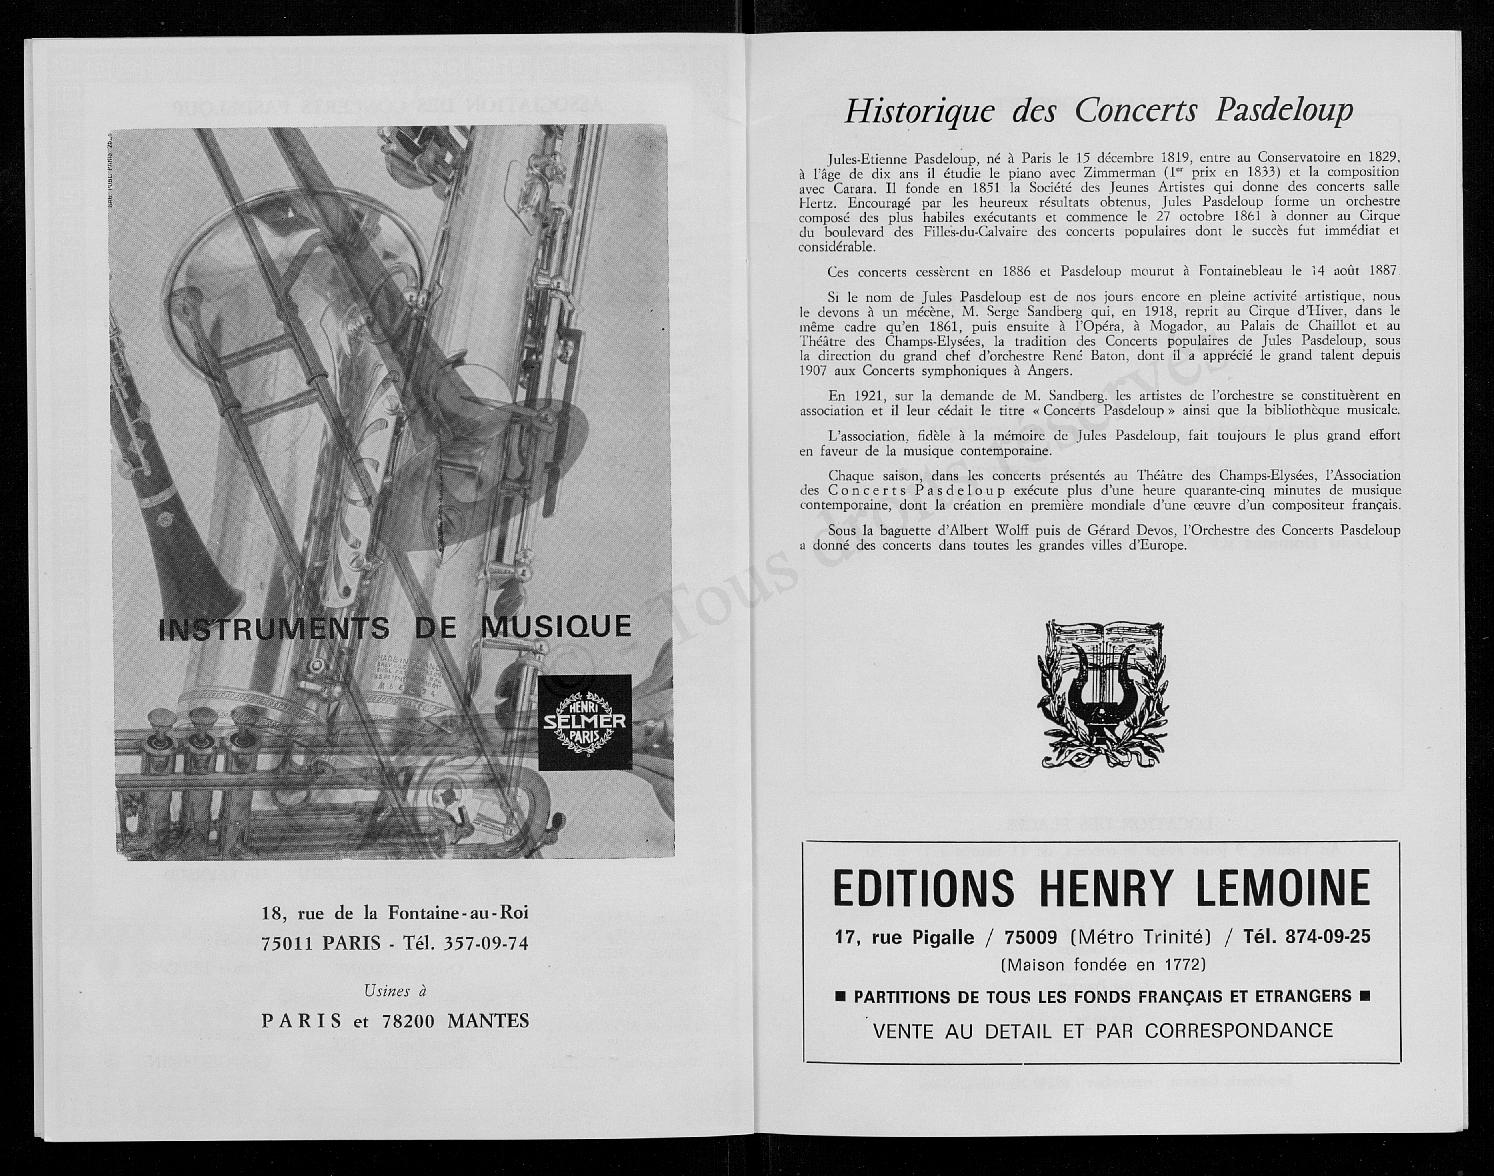 INSTRUMENTS DE MUSIQUE
HENRI
SELMER
PARIS
18, rue de la Fontaine-au-Roi
75011 PARIS - Tél. 357-09-74
Usines à
PARIS et 78200 MANTES
Historique des Concerts Pasdeloup
Jules-Etienne Pasdeloup, né à Paris le 15 décembre 1819, entre au Conservatoire en 1829,
à l'âge de dix ans il étudie le piano avec Zimmerman (1er prix en 1833) et la composition
avec Carara. Il fonde en 1851 la Société des Jeunes Artistes qui donne des concerts salle
Hertz. Encouragé par les heureux résultats obtenus, Jules Pasdeloup forme un orchestre
composé des plus habiles exécutants et commence le 27 octobre 1861 à donner au Cirque
du boulevard des Filles-du-Calvaire des concerts populaires dont le succès fut immédiat et
considérable.
Ces concerts cessèrent en 1886 et Pasdeloup mourut à Fontainebleau le 14 août 1887.
Si le nom de Jules Pasdeloup est de nos jours encore en pleine activité artistique, nous
le devons à un mécène, M. Serge Sandberg qui, en 1918, reprit au Cirque d'Hiver, dans le
même cadre qu'en 1861, puis ensuite à l'Opéra, à Mogador, au Palais de Chaillot et au
Théâtre des Champs-Elysées, la tradition des Concerts populaires de Jules Pasdeloup, sous
la direction du grand chef d'orchestre René Baton, dont il a apprécié le grand talent depuis
1907 aux Concerts symphoniques à Angers.
En 1921, sur la demande de M. Sandberg, les artistes de l'orchestre se constituèrent en
association et il leur cédait le titre « Concerts Pasdeloup » ainsi que la bibliothèque musicale.
L'association, fidèle à la mémoire de Jules Pasdeloup, fait toujours le plus grand effort
en faveur de la musique contemporaine.
Chaque saison, dans les concerts présentés au Théâtre des Champs-Elysées, l'Association
des Concerts Pasdeloup exécute plus d'une heure quarante-cinq minutes de musique
contemporaine, dont la création en première mondiale d'une œuvre d'un compositeur français.
Sous la baguette d'Albert Wolff puis de Gérard Devos, l'Orchestre des Concerts Pasdeloup
a donné des concerts dans toutes les grandes villes d'Europe.
© Tous droits réservés
EDITIONS HENRY LEMOINE
17, rue Pigalle / 75009 (Métro Trinité) / Tél. 874-09-25
(Maison fondée en 1772)
■ PARTITIONS DE TOUS LES FONDS FRANÇAIS ET ETRANGERS ■
VENTE AU DETAIL ET PAR CORRESPONDANCE